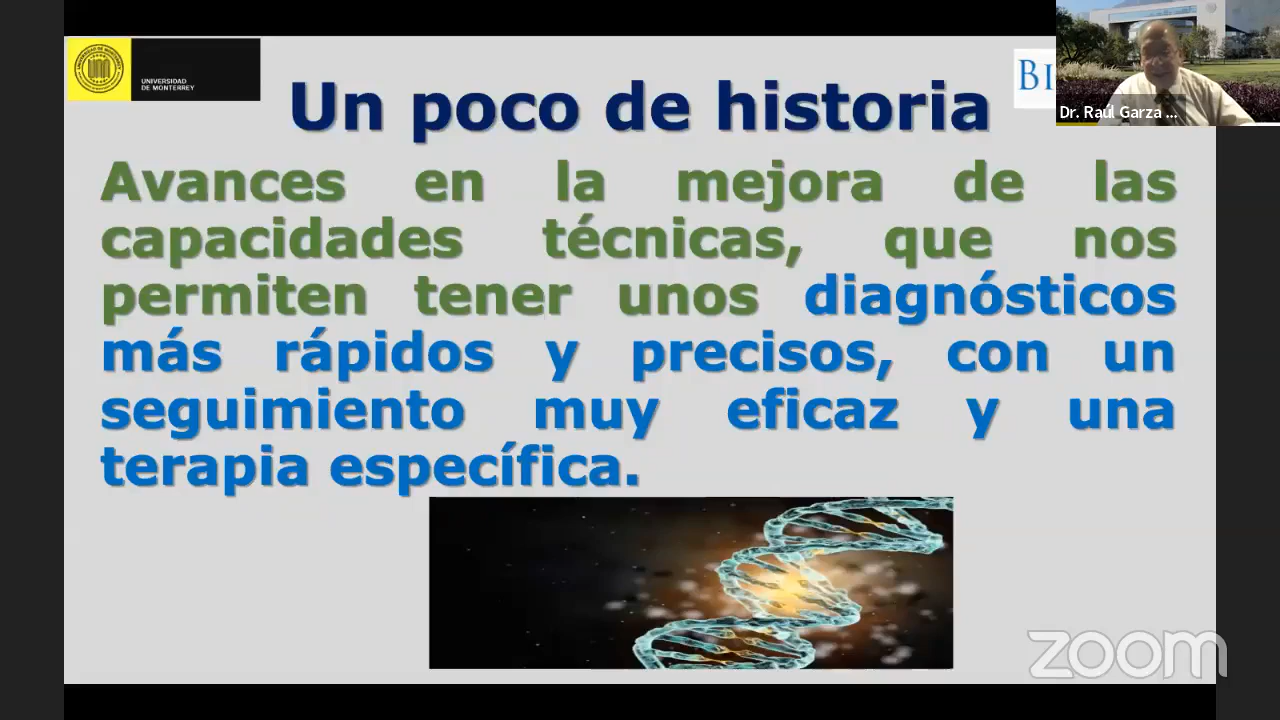 UNIVERSIDAD
DE MONTERREY
Un poco de historia
BI
Dr. Raúl Garza ...
Avances en la mejora de las
capacidades técnicas, que nos
permiten tener unos diagnósticos
más rápidos y precisos, con un
seguimiento muy eficaz y una
terapia específica.
zoom